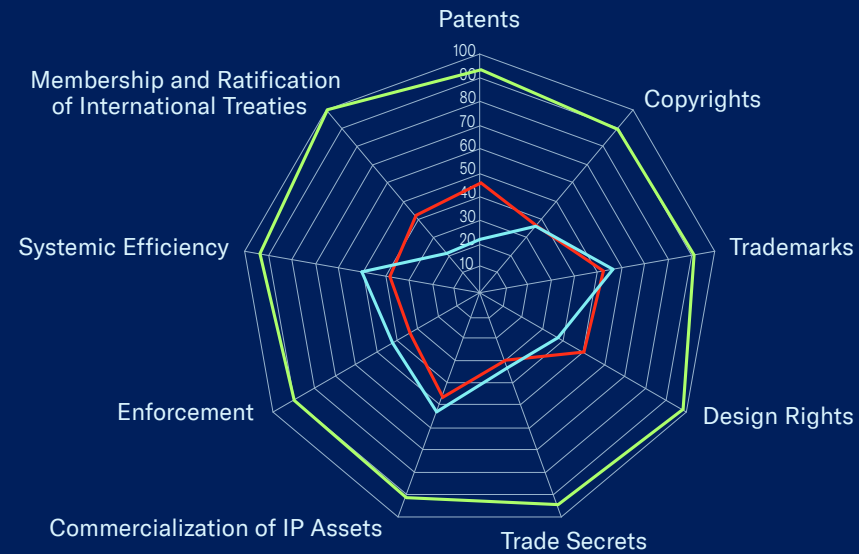 Patents
100
90
80
70
60
50
40
30
20
10
Membership and Ratification
of International Treaties
Copyrights
Systemic Efficiency
Trademarks
Enforcement
Design Rights
Commercialization of IP Assets
Trade Secrets